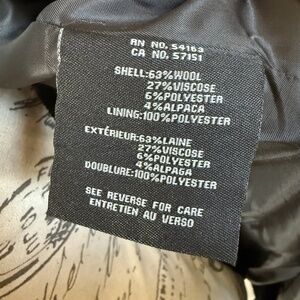 RN NO. 54163
CA NO. 57151
SHELL:63%WOOL
27%VISCOSE
6%POLYESTER
4%ALPACA
LINING:100%POLYESTER
EXTÉRIEUR:63%LAINE
27%VISCOSE
6%POLYESTER
4%ALPAGA
DOUBLURE:100%POLYESTER
SEE REVERSE FOR CARE
ENTRETIEN AU VERSO